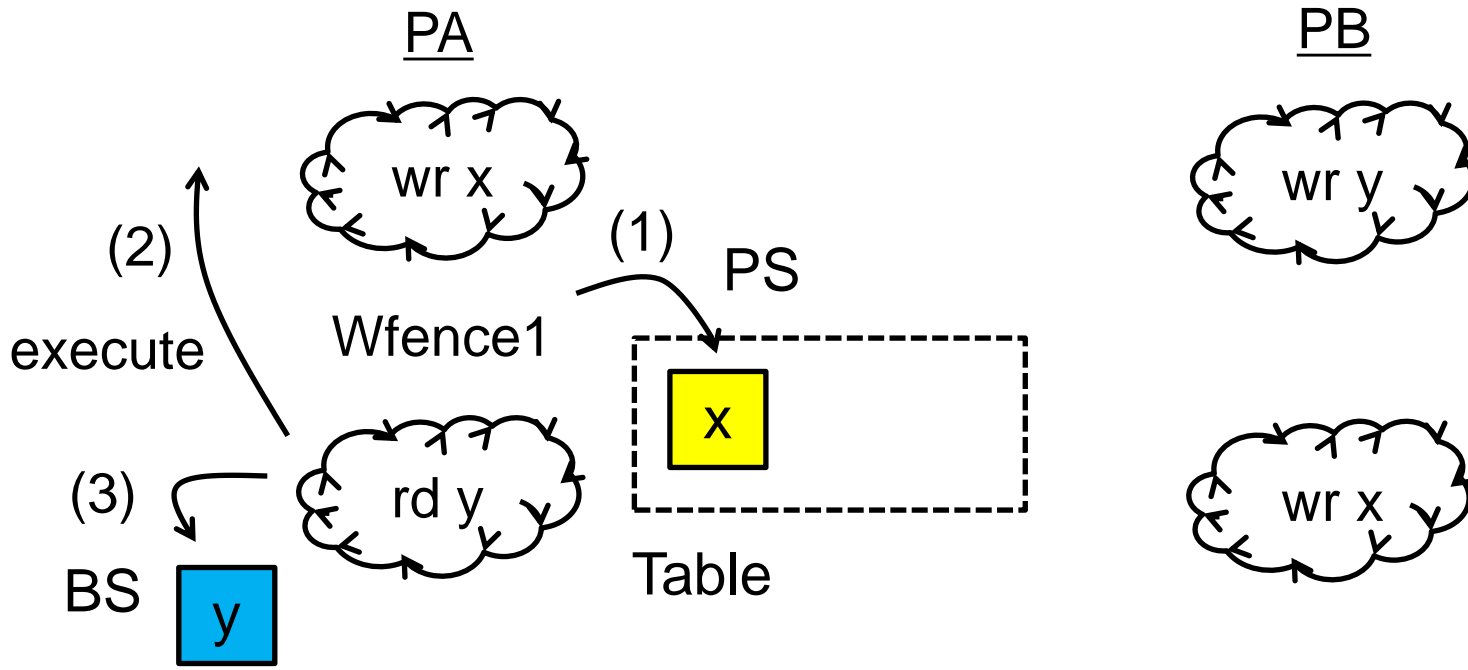 PA
PB
wr x
wr y
(1)
(2)
PS
execute
Wfence1
x
(3)
rd y
wr x
BS
y
Table